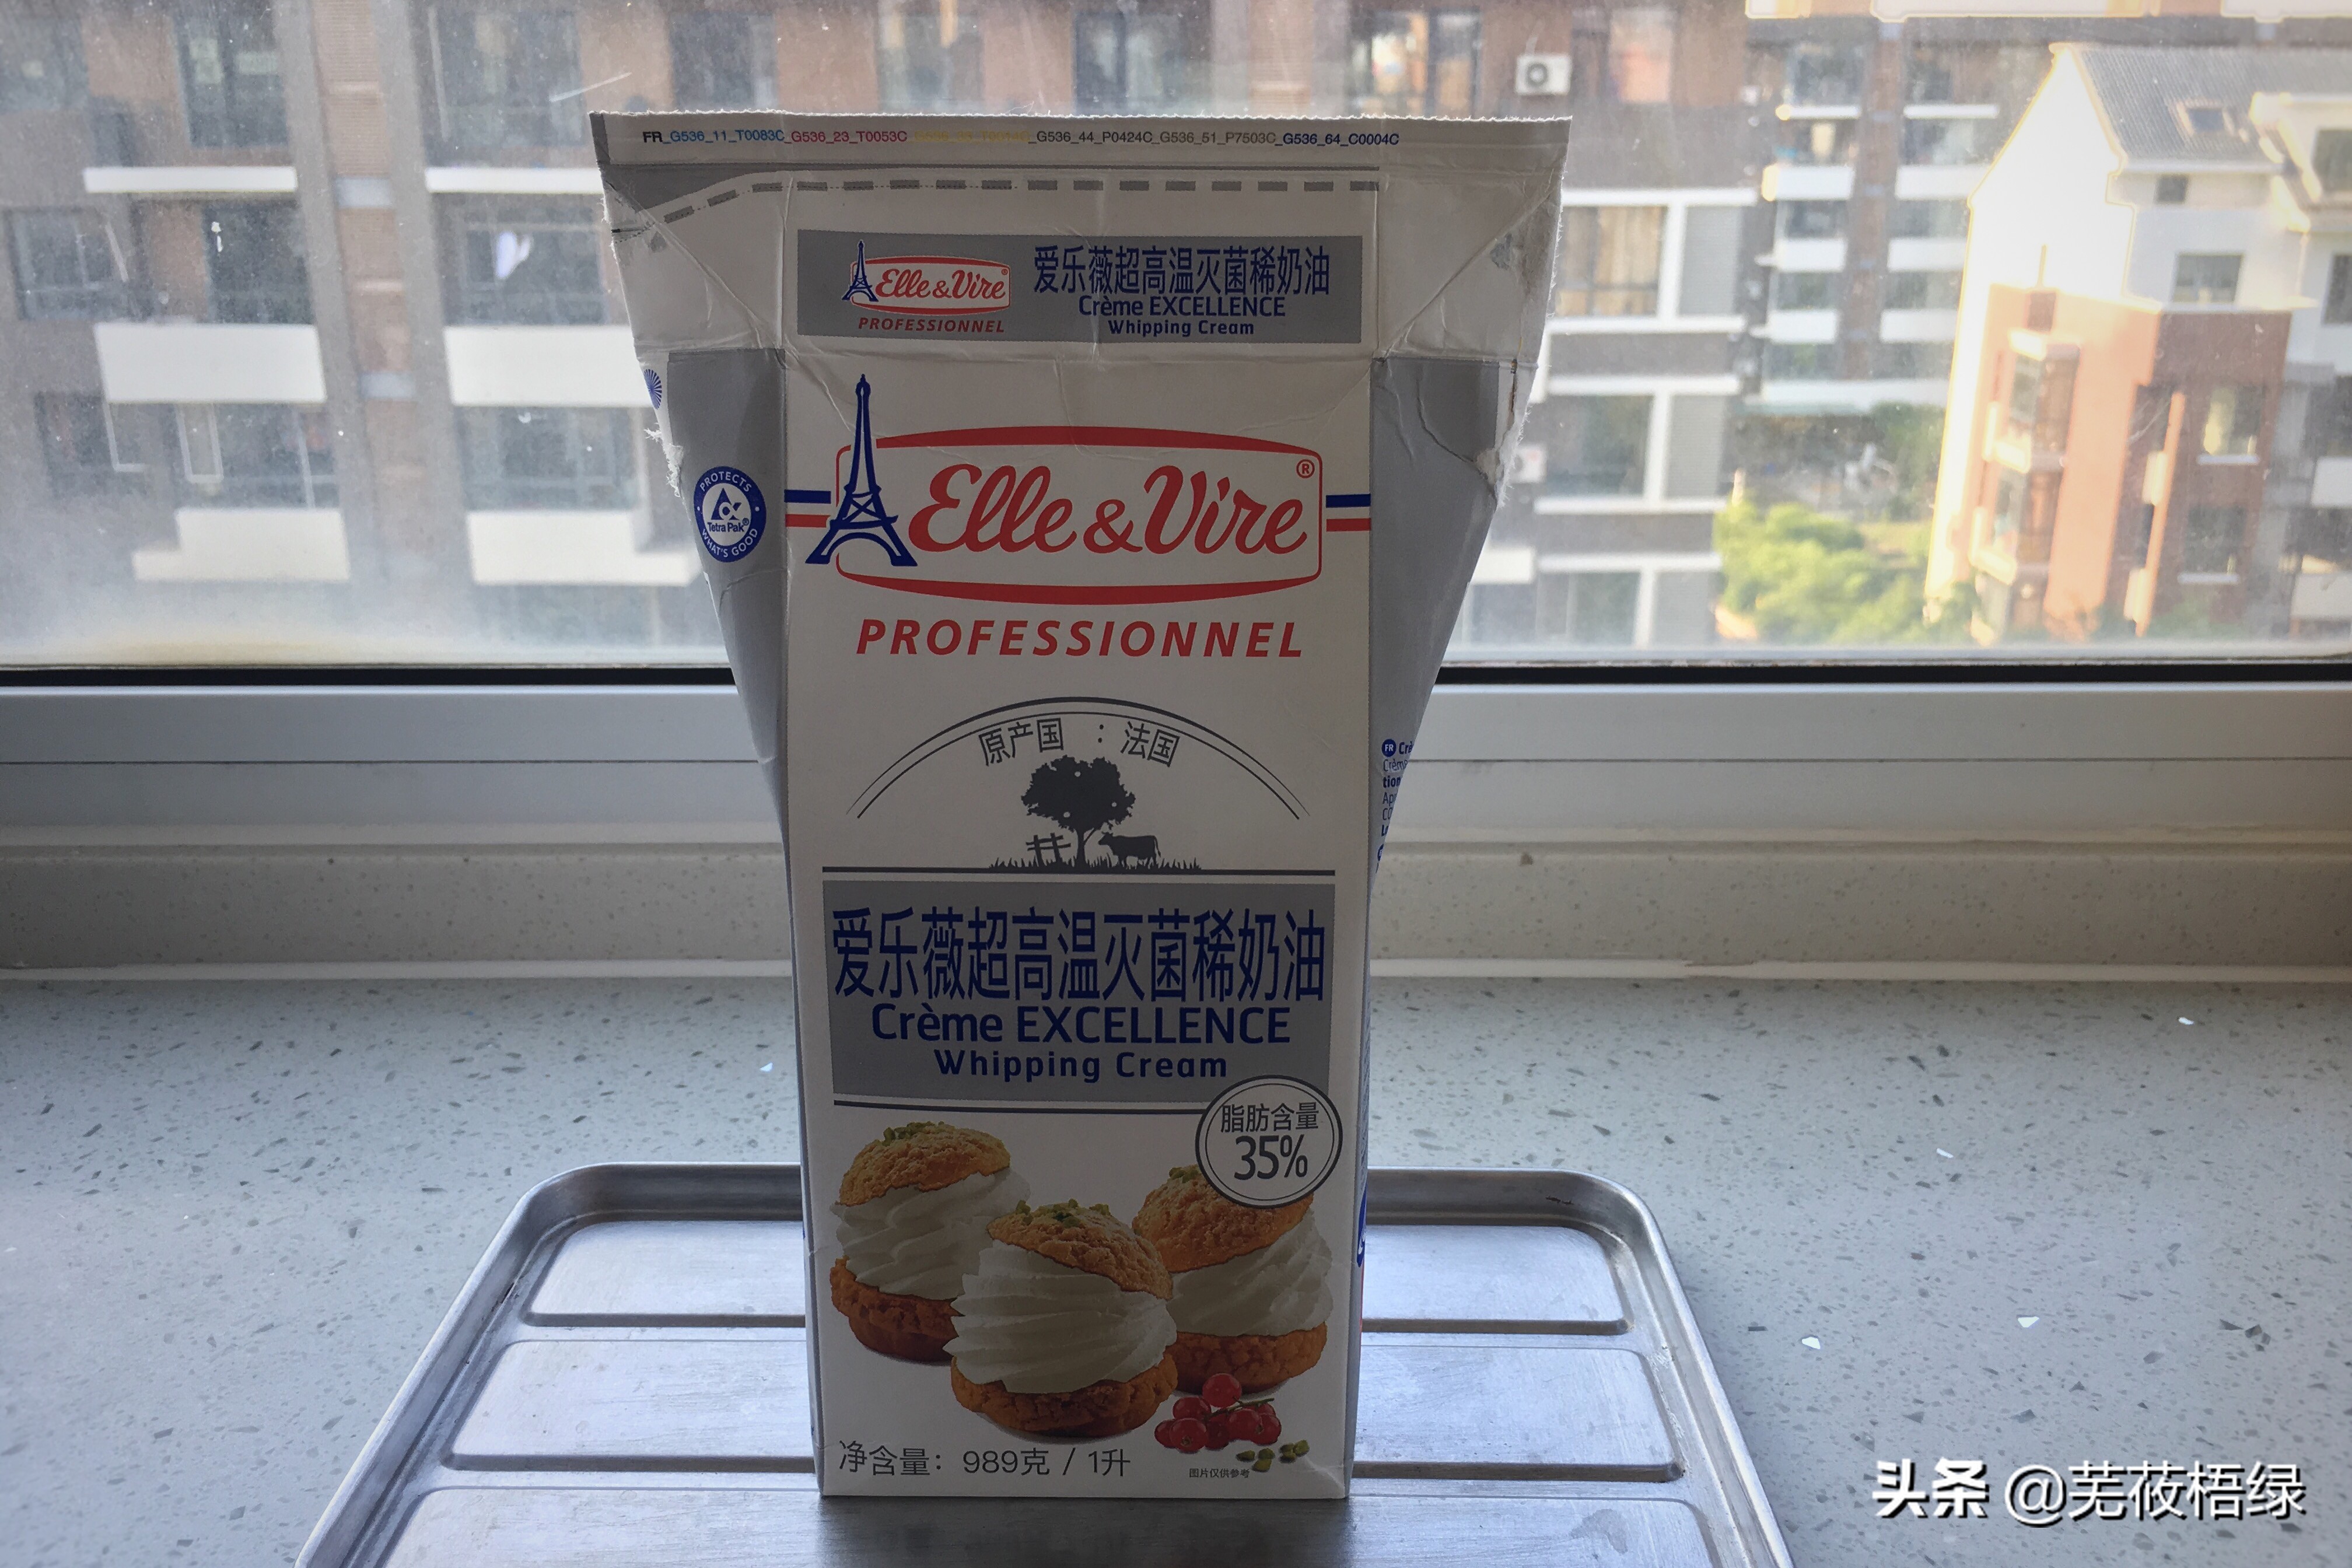 FR_G536_11_T0083C_G536_23_T0053C
_G536_44_P0424C_G536_51_P7503C_G536_64_C0004C
Elle&Vire®
PROFESSIONNEL
爱乐薇超高温灭菌稀奶油
Crème EXCELLENCE
Whipping Cream
PROTECTS
Tetra Pak®
WHAT'S GOOD
Elle&Vire®
PROFESSIONNEL
原产国：法国
FR
爱乐薇超高温灭菌稀奶油
Crème EXCELLENCE
Whipping Cream
脂肪含量
35%
净含量：989克 / 1升
图片仅供参考
头条 @芜莜梧绿